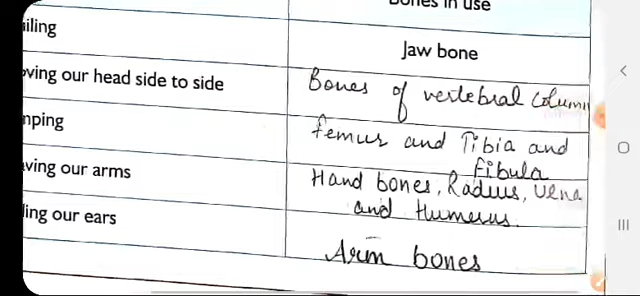 Bones in use
iling
Jaw bone
ving our head side to side
Bones of vertebral column
nping
femur and Tibia and
fibula
ving our arms
Hand bones, Radius, Ulna
and Humerus.
ling our ears
Arm bones